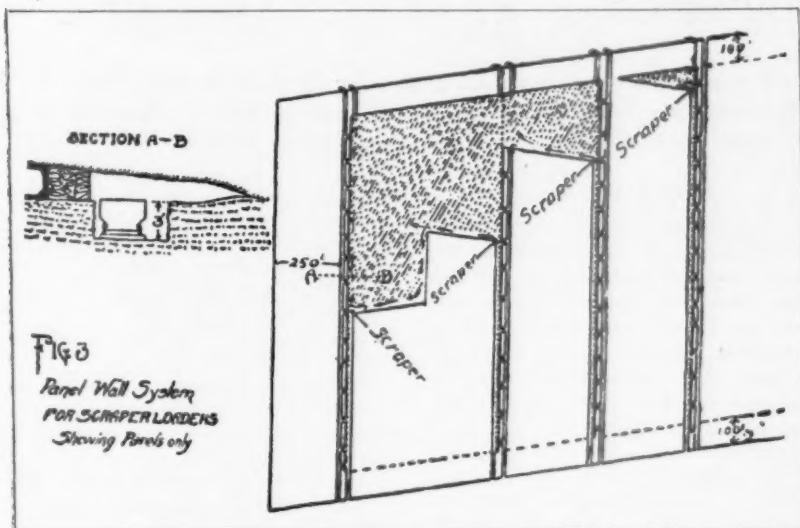 SECTION A-B
3'
FIG 3
Panel Wall System
FOR SCRAPER LOADERS
Showing Panels only
250'
A
B
Scraper
Scraper
Scraper
Scraper
100'
100'